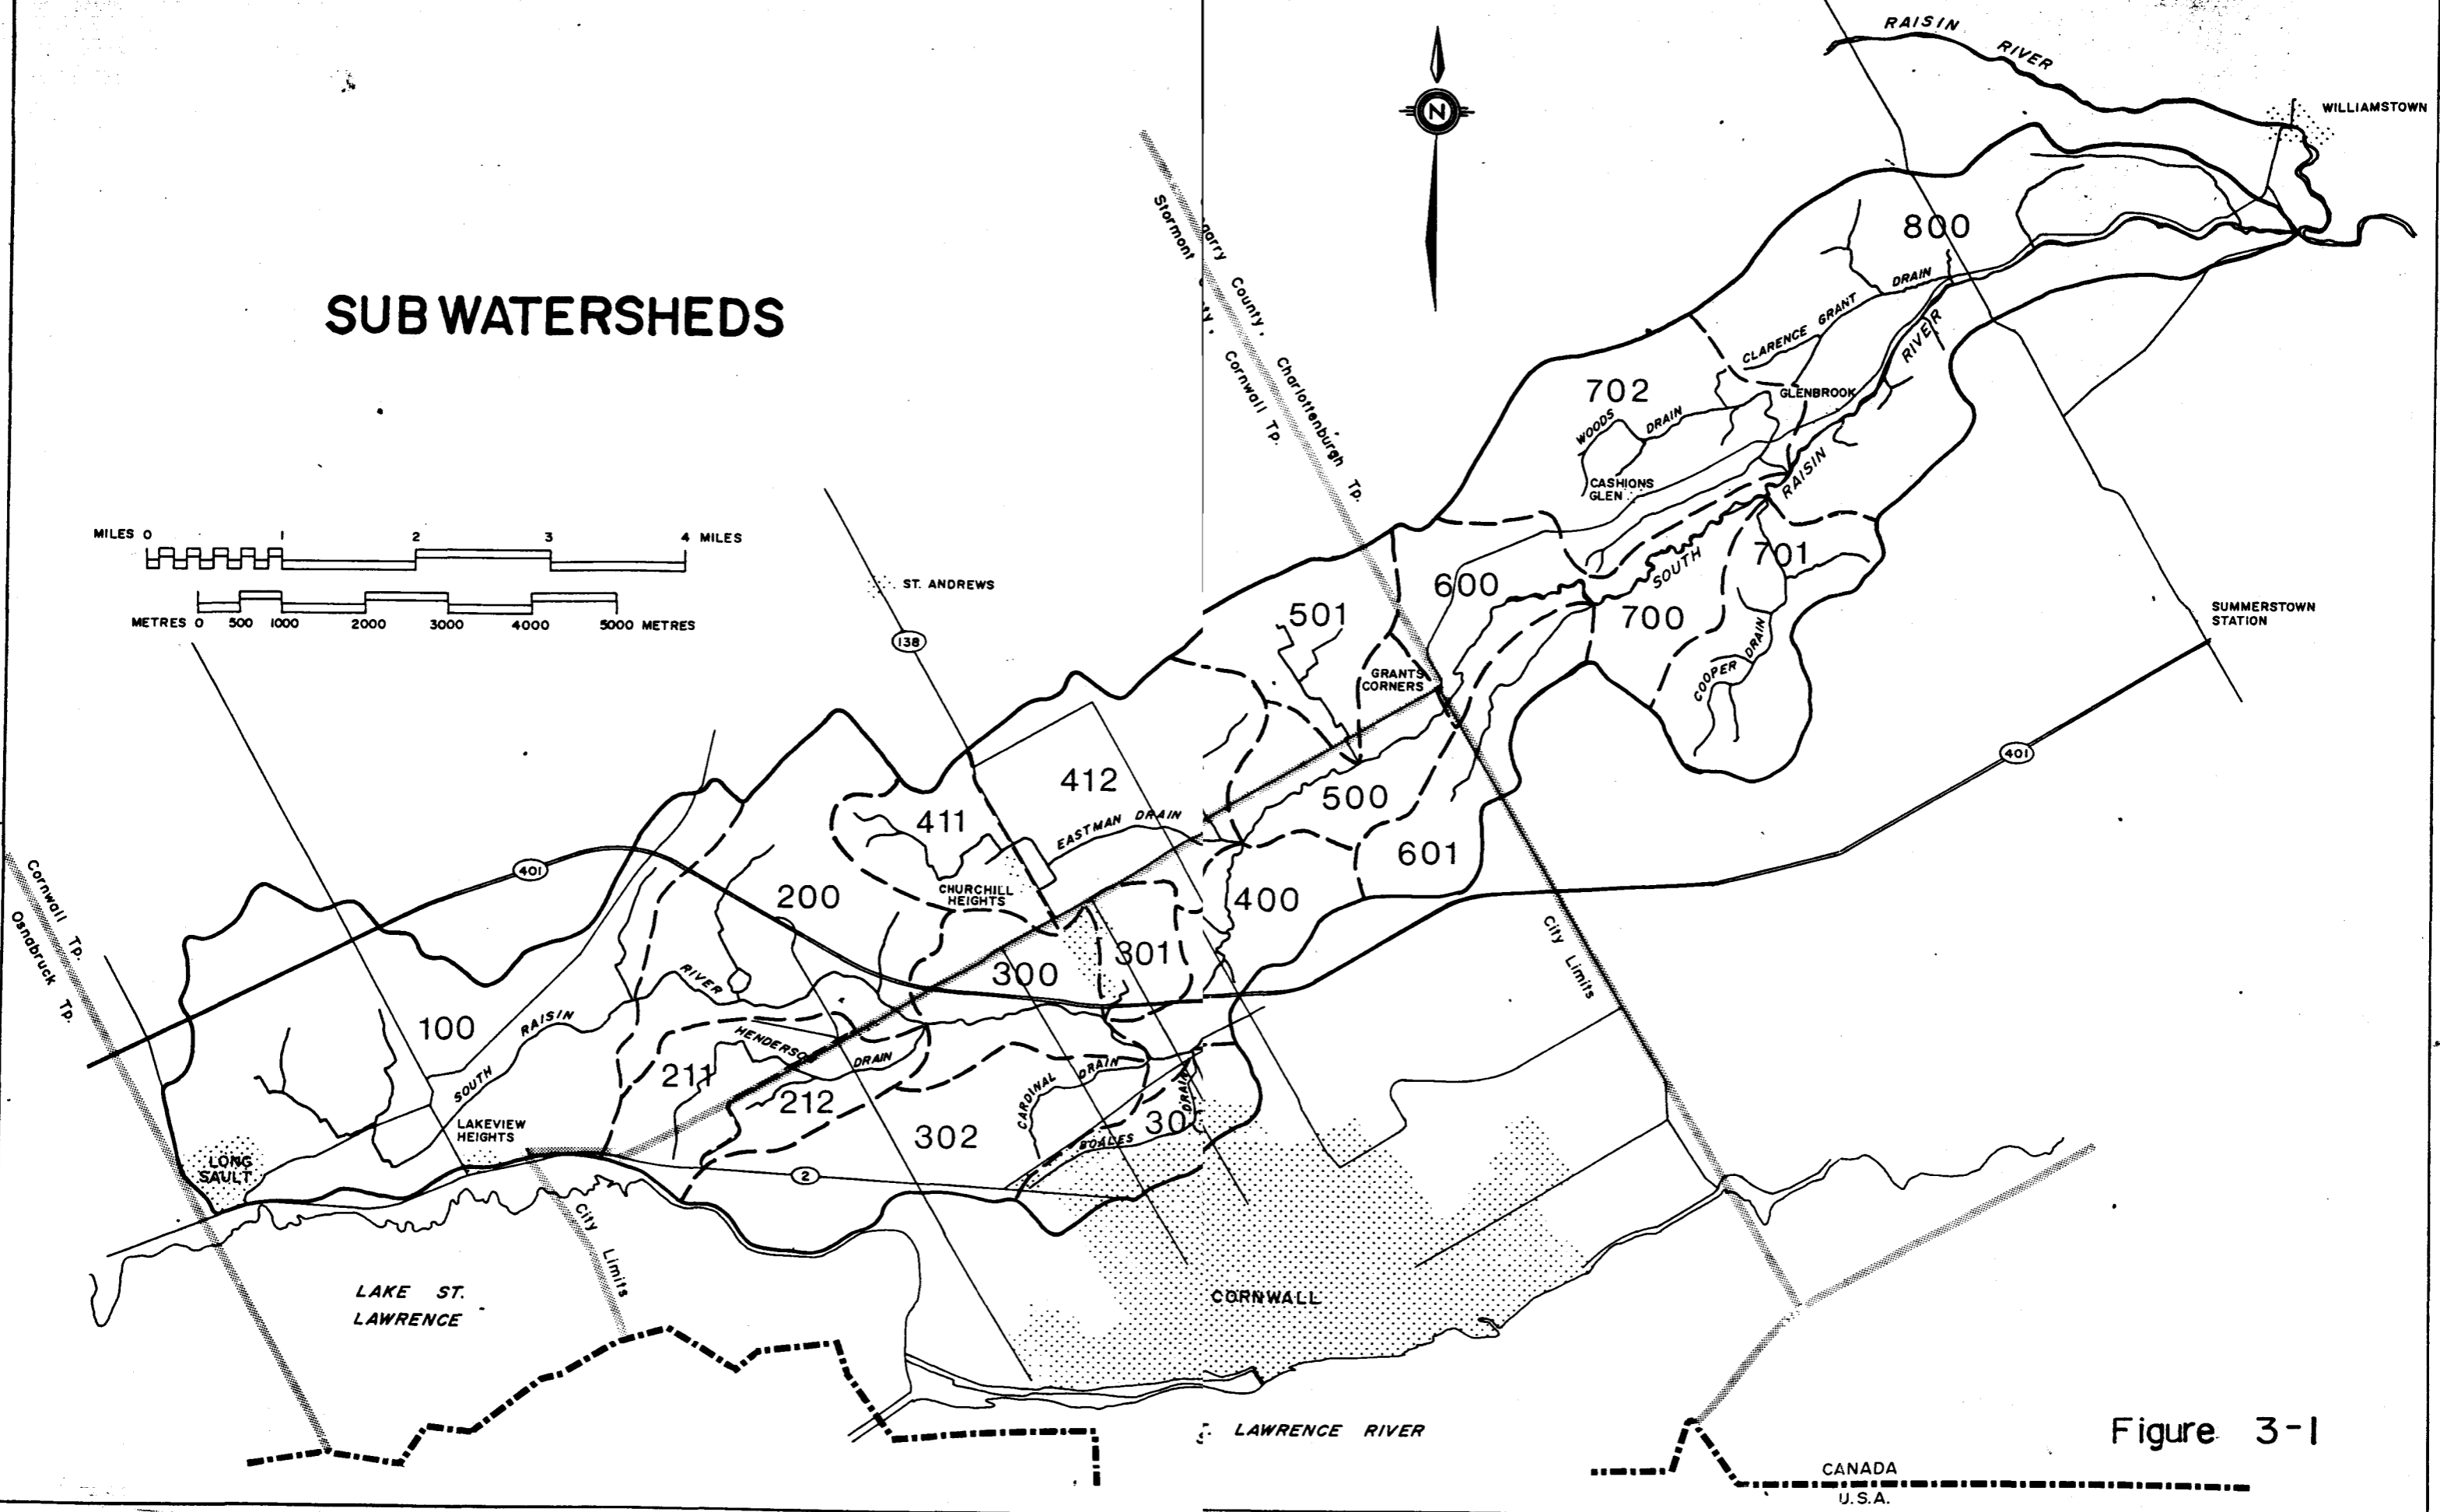 RAISIN RIVER
WILLIAMSTOWN
N
SUBWATERSHEDS
Stormont
County, Charlottenburgh Tp.
Cornwall Tp.
800
CLARENCE GRANT DRAIN
RIVER
702
GLENBROOK
WOODS DRAIN
CASHIONS
GLEN
RAISIN
SOUTH
701
MILES 0 1 2 3 4 MILES
METRES 0 500 1000 2000 3000 4000 5000 METRES
ST. ANDREWS
138
600
501
700
SUMMERSTOWN
STATION
GRANTS
CORNERS
COOPER DRAIN
401
412
500
411
EASTMAN DRAIN
601
401
200
CHURCHILL
HEIGHTS
400
Cornwall Tp.
Osnabruck Tp.
301
300
City Limits
RIVER
RAISIN
SOUTH
100
HENDERSO
DRAIN
211
212
CARDINAL DRAIN
DRAIN
30
BOALES
302
LAKEVIEW
HEIGHTS
LONG
SAULT
2
City Limits
LAKE ST.
LAWRENCE
CORNWALL
LAWRENCE RIVER
Figure 3-1
CANADA
U.S.A.